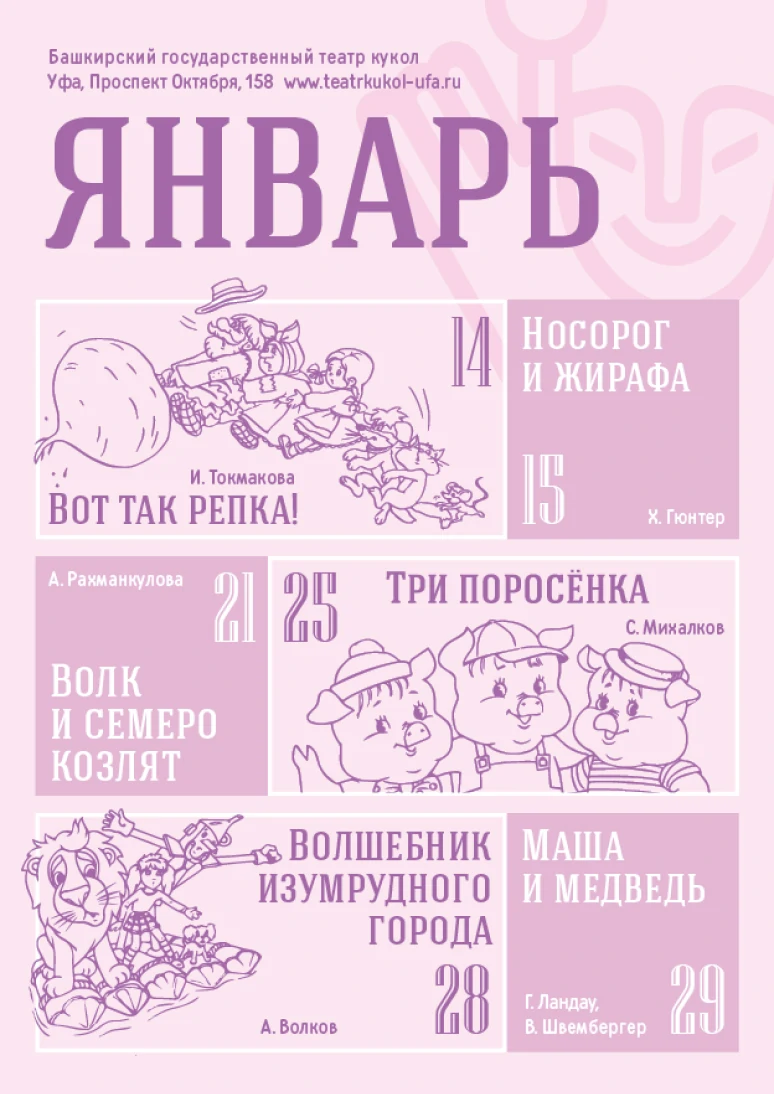 Башкирский государственный театр кукол
Уфа, Проспект Октября, 158 www.teatrkukol-ufa.ru
ЯНВАРЬ
14
И. Токмакова
Вот так репка!
Носорог
и жирафа
15
Х. Гюнтер
А. Рахманкулова
21
Волк
и семеро
козлят
25
Три поросёнка
С. Михалков
Волшебник
изумрудного
города
28
А. Волков
Маша
и медведь
Г. Ландау,
В. Швембергер
29